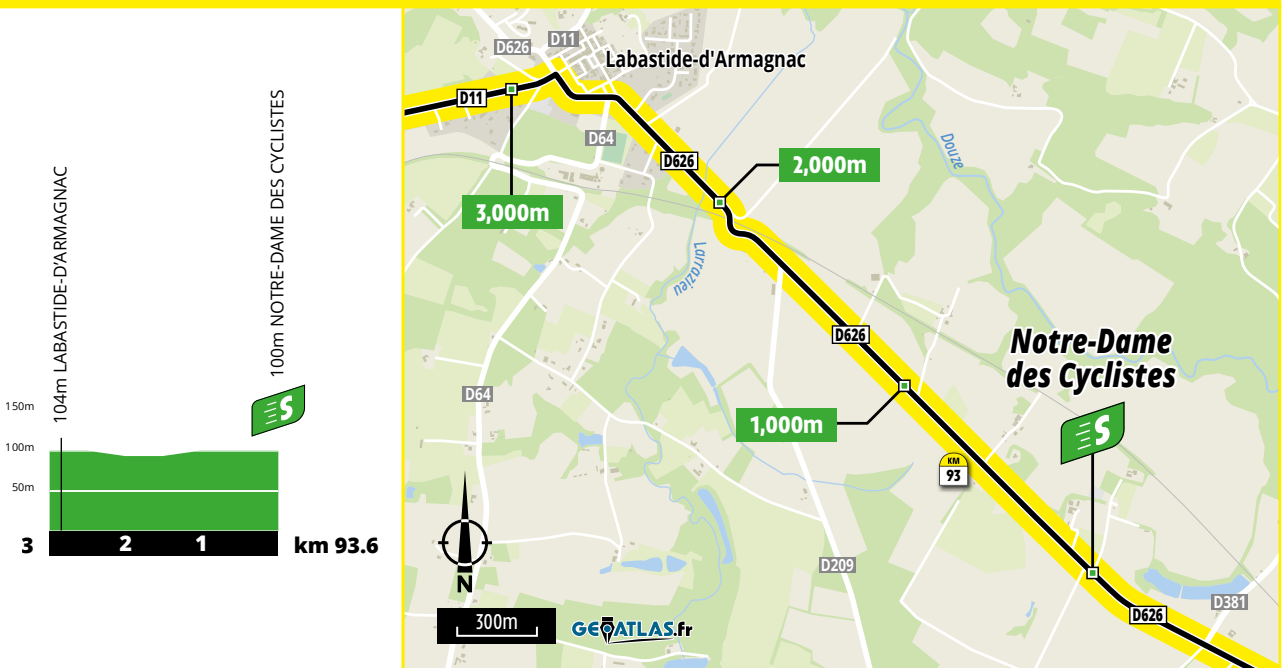 104m LABASTIDE-D'ARMAGNAC
100m NOTRE-DAME DES CYCLISTES
150m
100m
50m
S
3
2
1
km 93.6
D626
D11
Labastide-d'Armagnac
D11
D64
D626
2,000m
3,000m
Douze
Larrazieu
D626
Notre-Dame
des Cyclistes
D64
1,000m
S
KM
93
N
D209
D381
D626
300m
GEOATLAS.fr